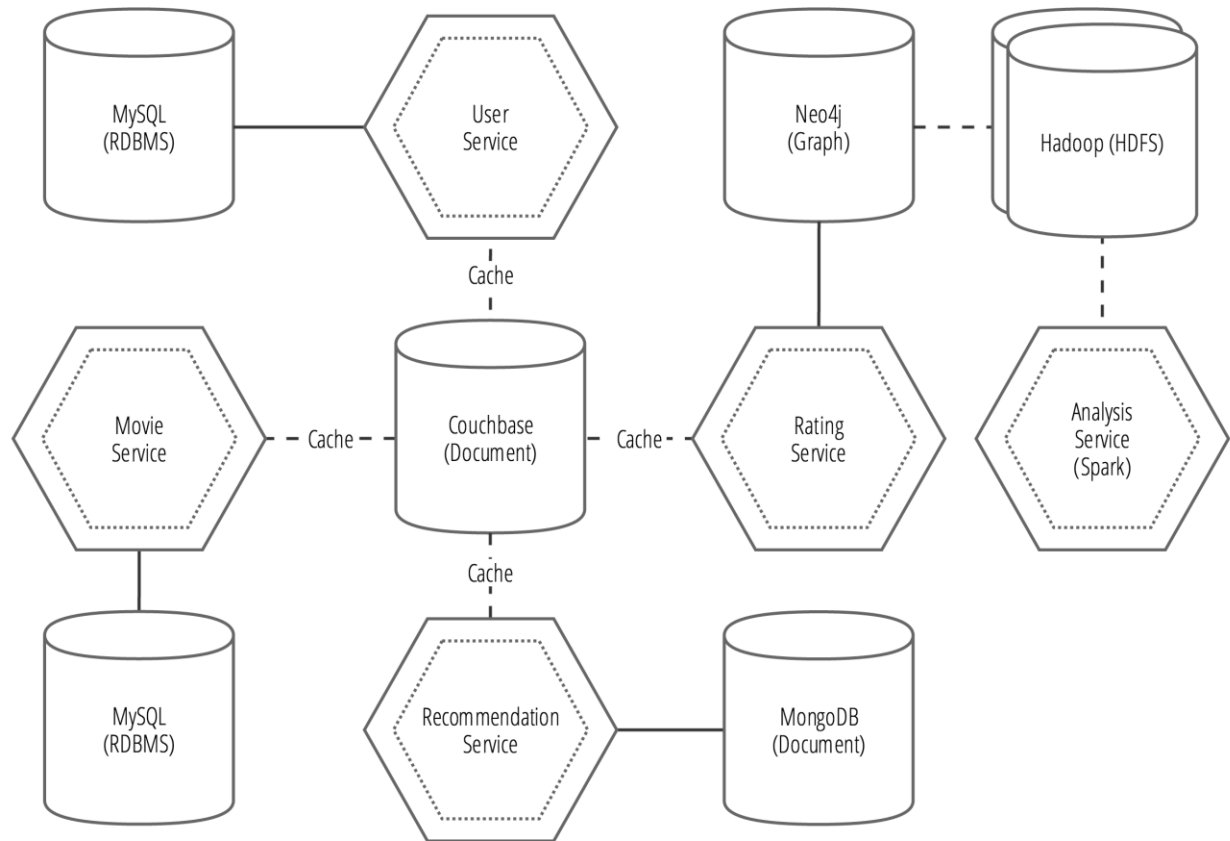 MySQL
(RDBMS)
User
Service
Neo4j
(Graph)
Hadoop (HDFS)
Cache
Movie
Service
Cache
Couchbase
(Document)
Cache
Rating
Service
Analysis
Service
(Spark)
Cache
MySQL
(RDBMS)
Recommendation
Service
MongoDB
(Document)